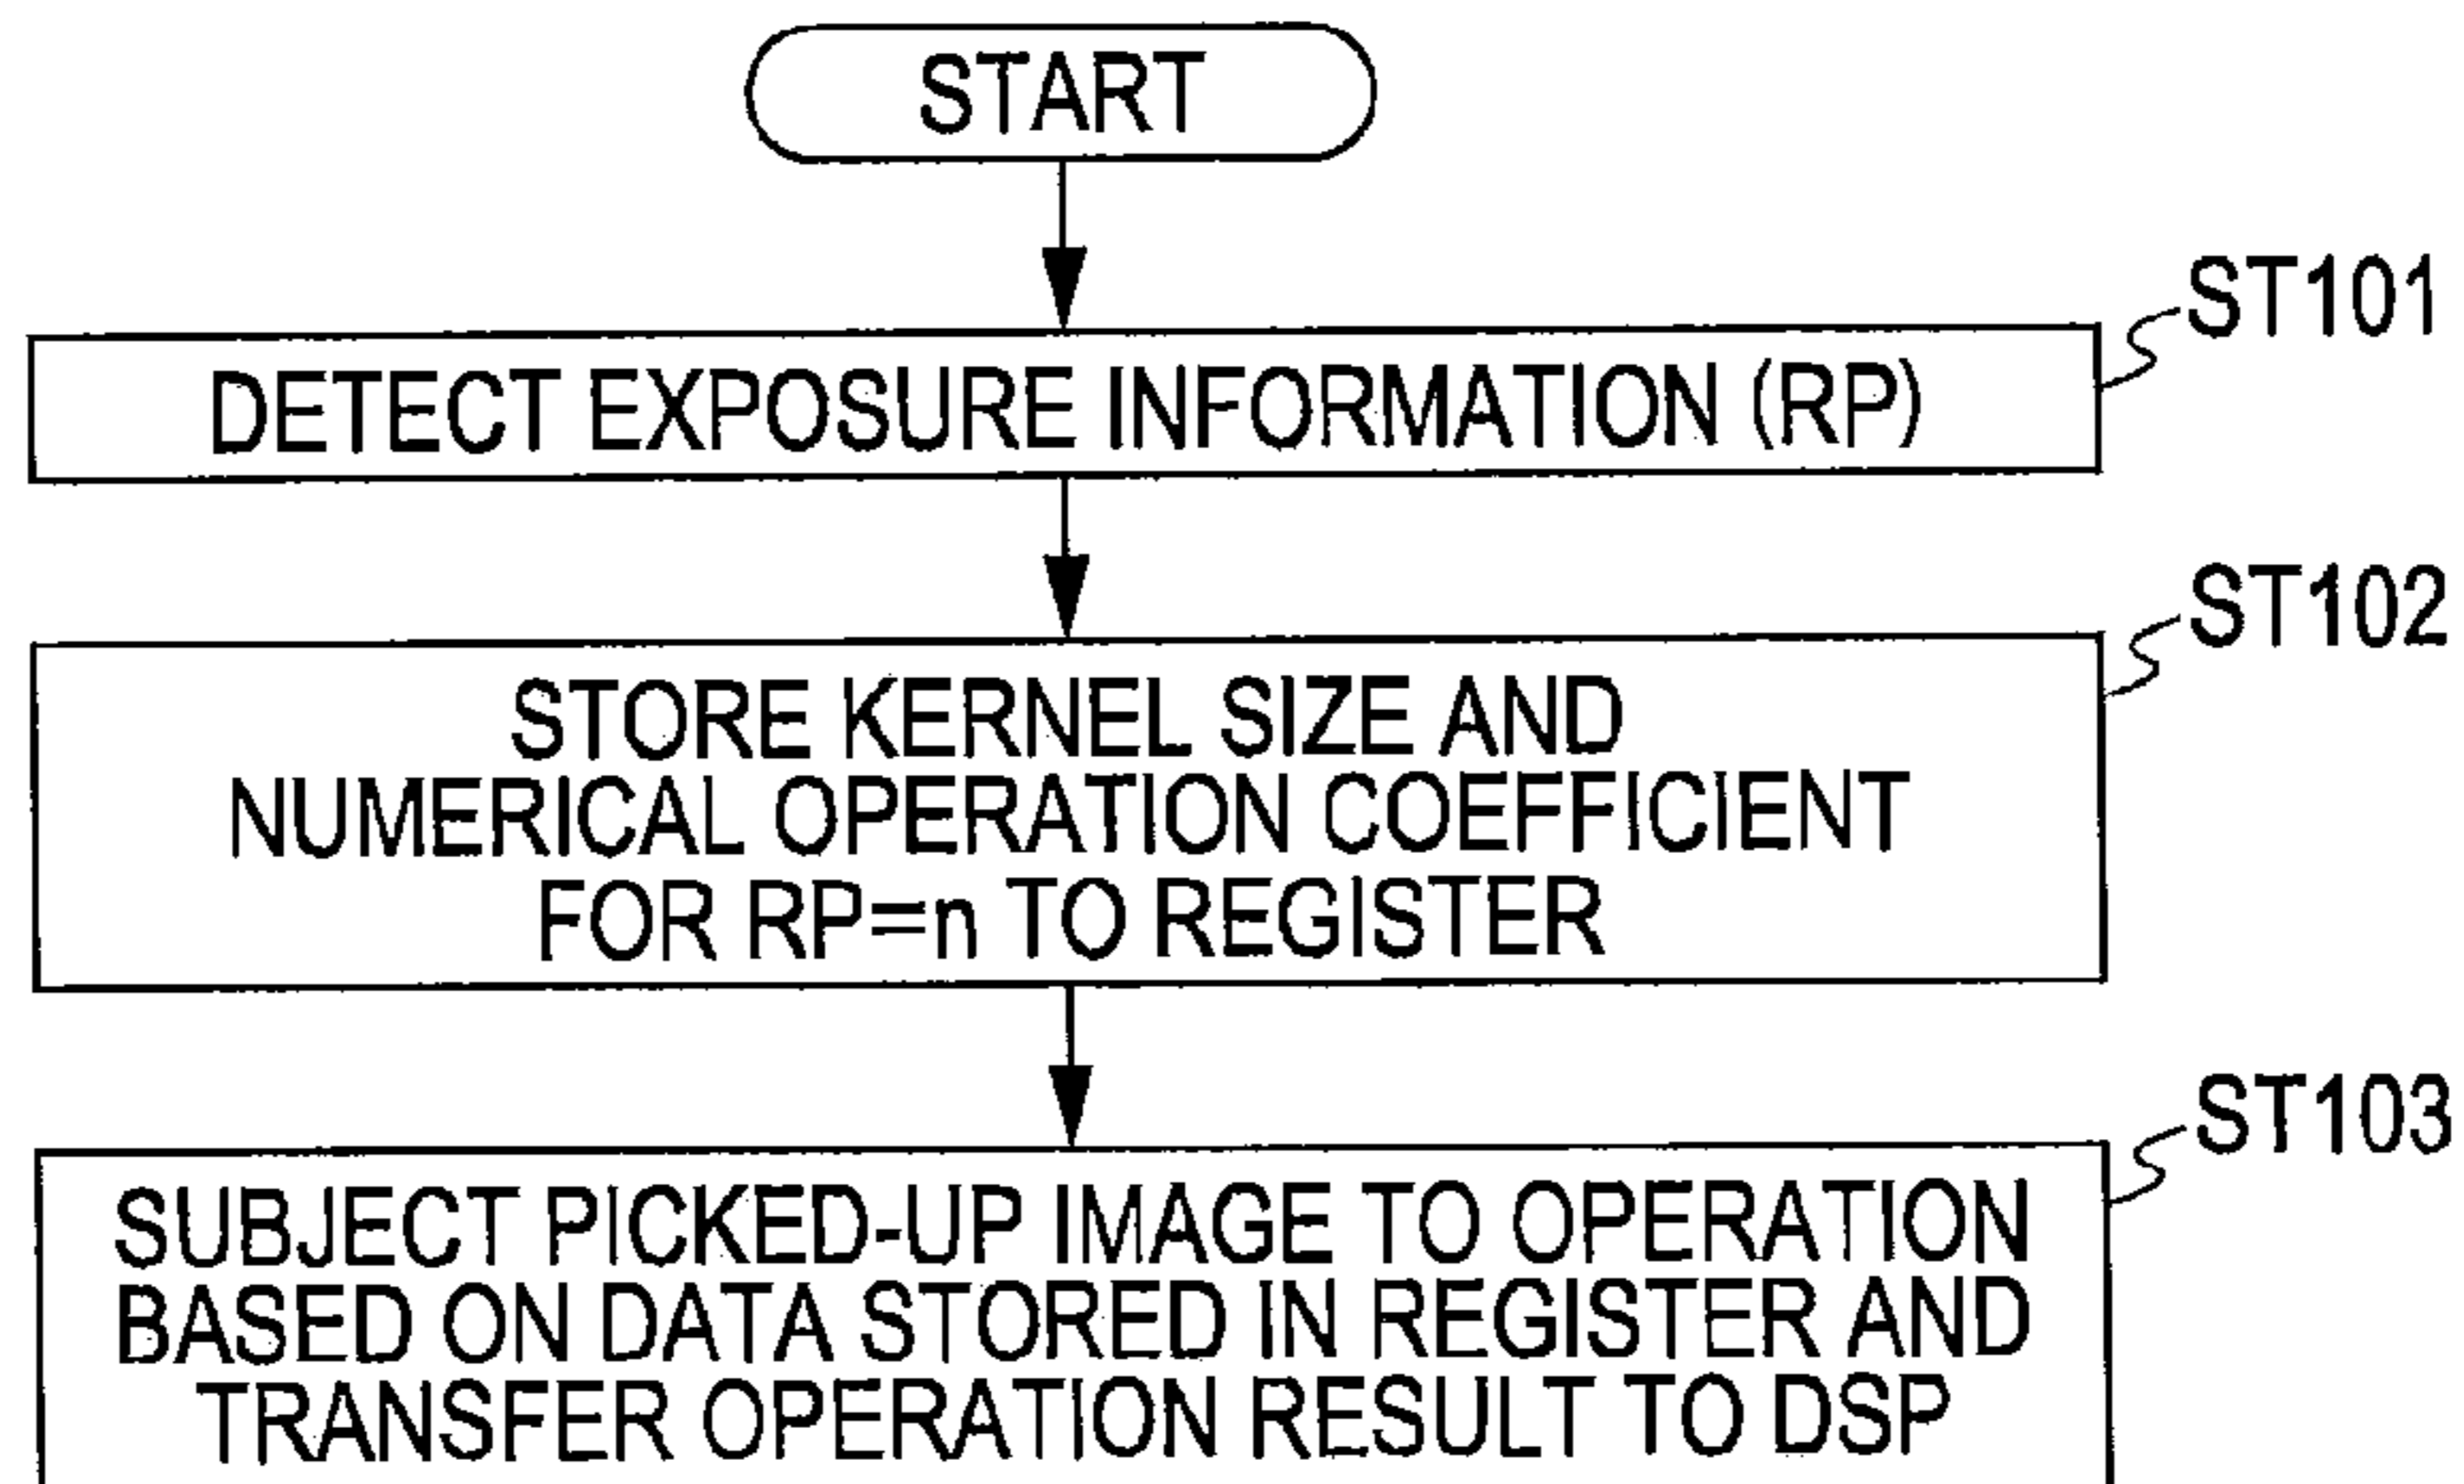 START
ST101
DETECT EXPOSURE INFORMATION (RP)
ST102
STORE KERNEL SIZE AND
NUMERICAL OPERATION COEFFICIENT
FOR RP=n TO REGISTER
ST103
SUBJECT PICKED-UP IMAGE TO OPERATION
BASED ON DATA STORED IN REGISTER AND
TRANSFER OPERATION RESULT TO DSP